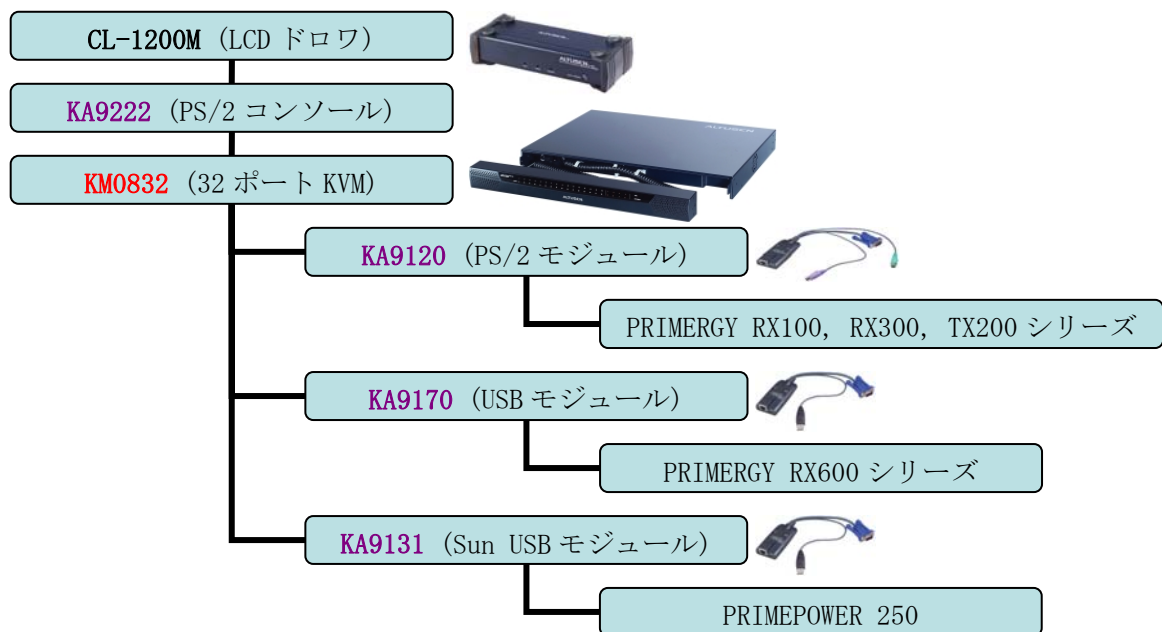 CL-1200M (LCD ドロワ)
ALTUSEN
KA9222 (PS/2 コンソール)
ALTUSEN
KM0832 (32 ポート KVM)
ALTUSEN
KA9120 (PS/2 モジュール)
PRIMERGY RX100, RX300, TX200 シリーズ
KA9170 (USB モジュール)
PRIMERGY RX600 シリーズ
KA9131 (Sun USB モジュール)
PRIMEPOWER 250